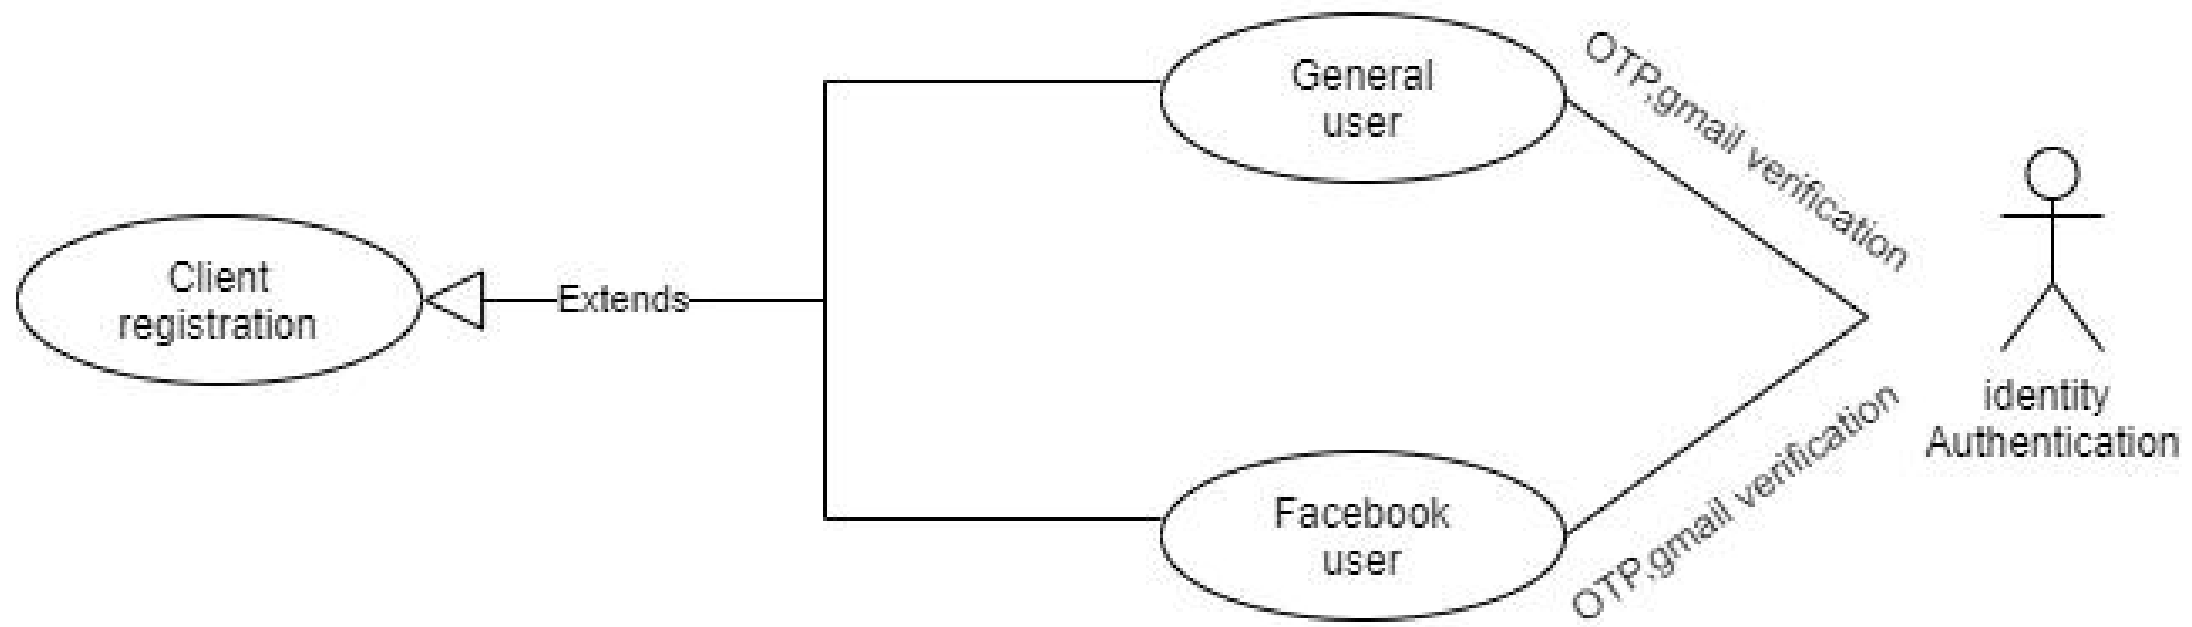 General
user
OTP,gmail verification
Client
registration
Extends
identity
Authentication
Facebook
user
OTP,gmail verification